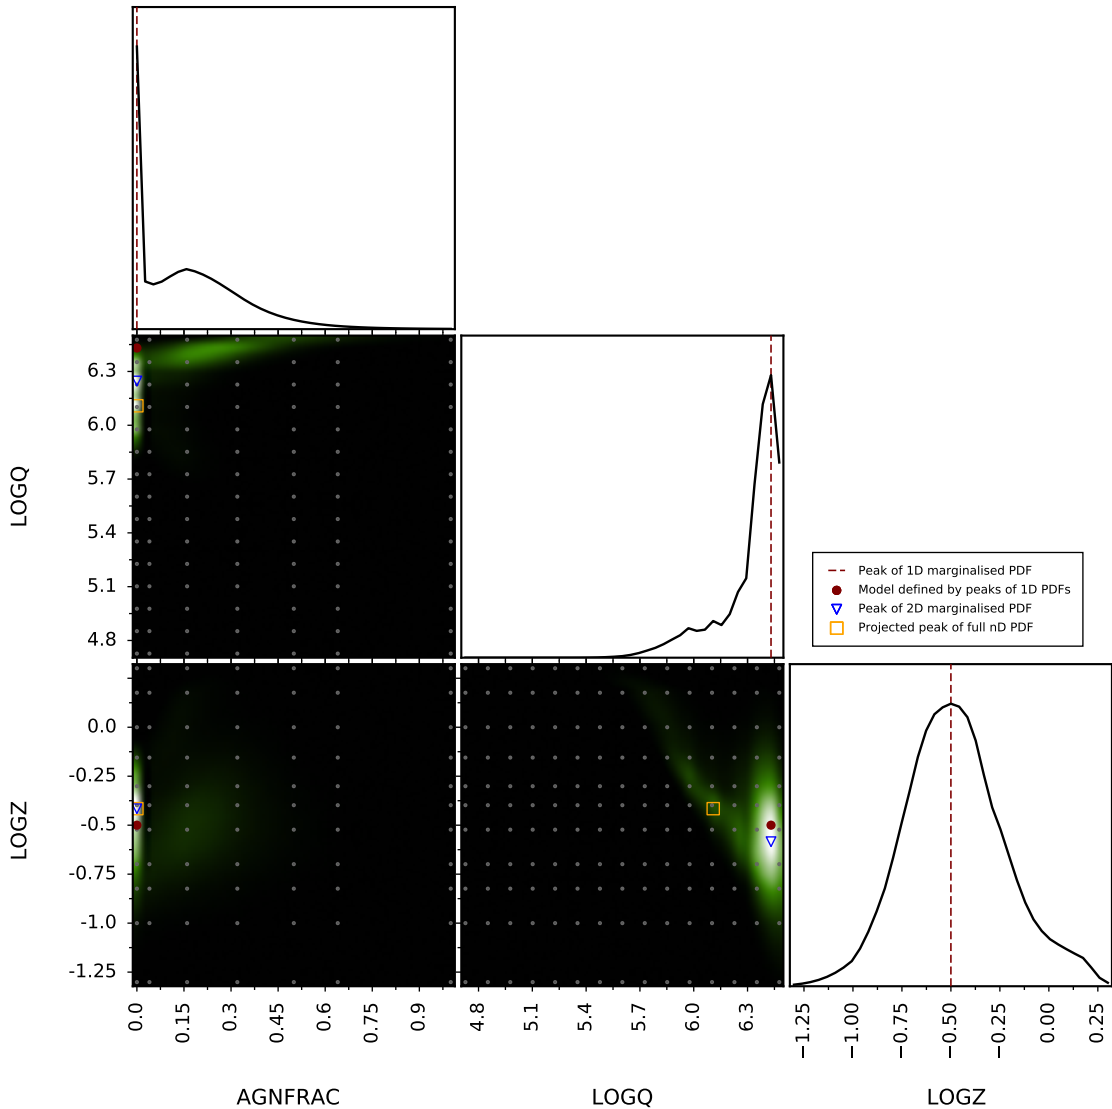 LOGQ
6.3
6.0
5.7
5.4
5.1
4.8
Peak of 1D marginalised PDF
Model defined by peaks of 1D PDFs
Peak of 2D marginalised PDF
Projected peak of full nD PDF
LOGZ
0.0
-0.25
-0.5
-0.75
-1.0
-1.25
0.0 0.15 0.3 0.45 0.6 0.75 0.9
4.8 5.1 5.4 5.7 6.0 6.3
−1.25 −1.00 −0.75 −0.50 −0.25 0.00 0.25
AGNFRAC LOGQ LOGZ